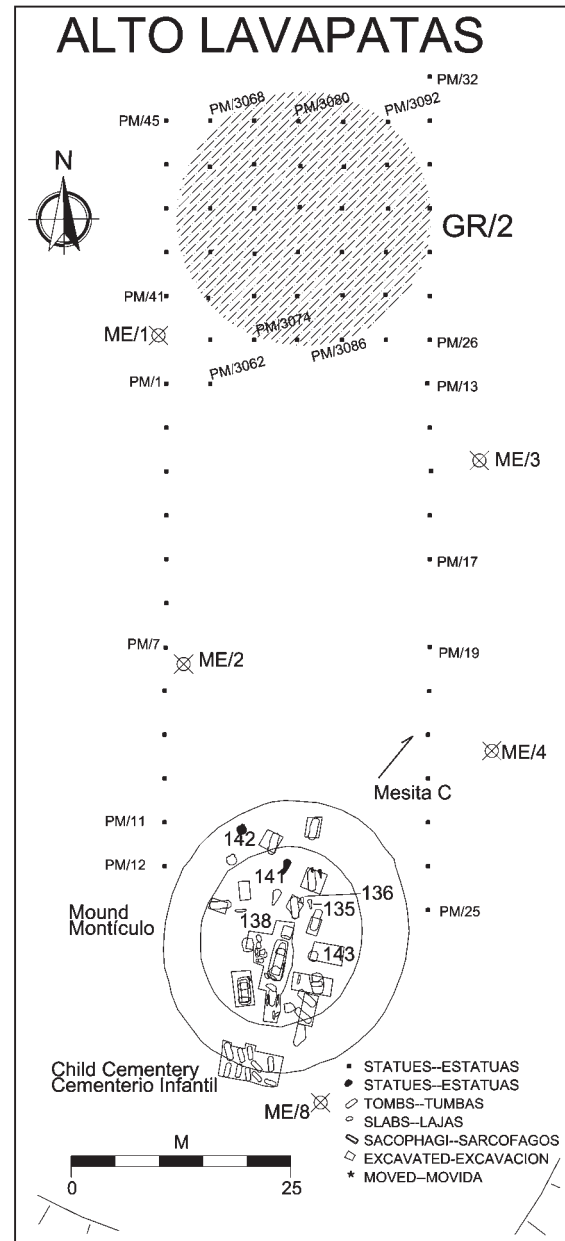 ALTO LAVAPATAS
PM/32
PM/3068
PM/3080
PM/3092
PM/45
N
GR/2
PM/41
ME/1
PM/3074
PM/26
PM/3086
PM/3062
PM/1
PM/13
ME/3
PM/17
PM/7
ME/2
PM/19
ME/4
Mesita C
PM/11
142
PM/12
141
136
135
PM/25
Mound
Montículo
138
143
Child Cementery
Cementerio Infantil
ME/8
STATUES--ESTATUAS
STATUES--ESTATUAS
TOMBS--TUMBAS
SLABS--LAJAS
SACOPHAGI--SARCOFAGOS
EXCAVATED-EXCAVACION
* MOVED--MOVIDA
M
0 25